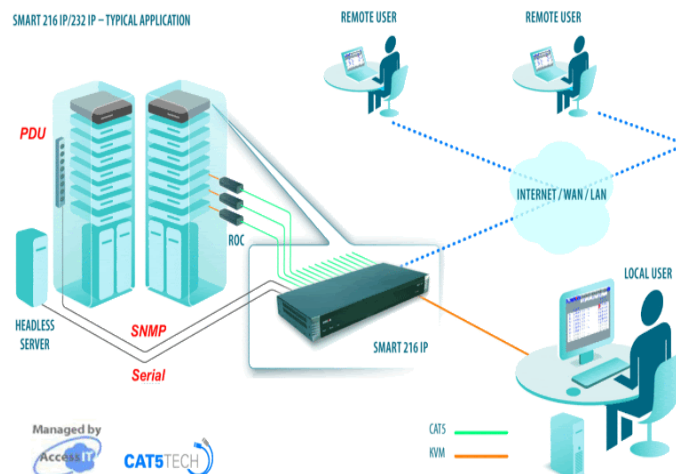 SMART 216 IP/232 IP – TYPICAL APPLICATION
REMOTE USER
REMOTE USER
PDU
INTERNET / WAN / LAN
ROC
LOCAL USER
HEADLESS
SERVER
SNMP
SMART 216 IP
Serial
CAT5
KVM
Managed by
AccessIT
CAT5TECH